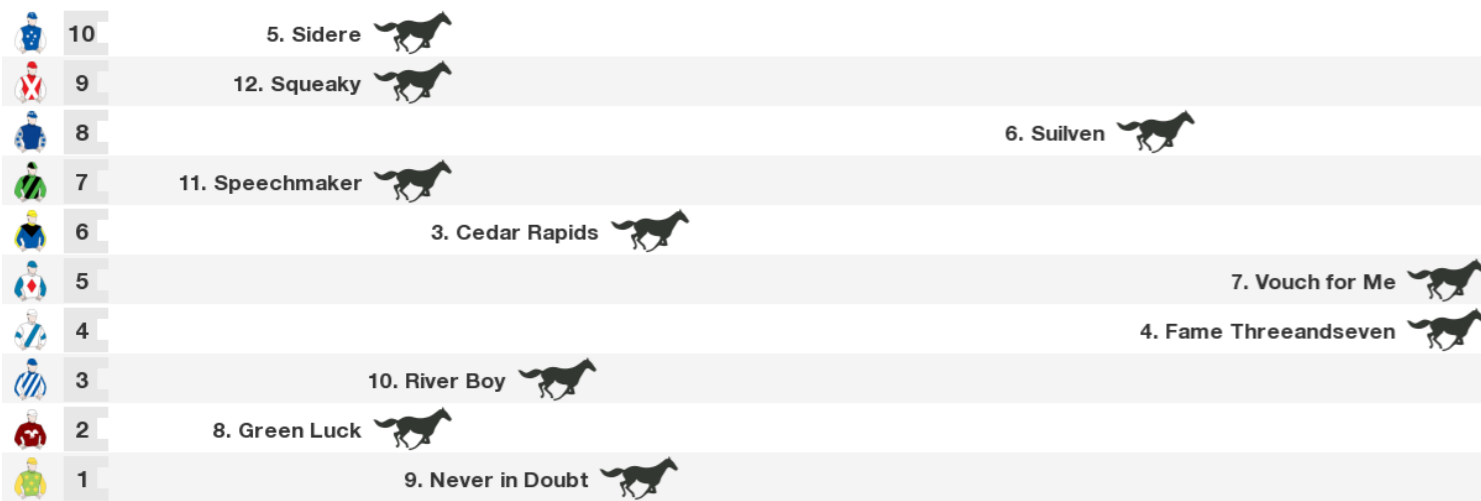 10 5. Sidere
9 12. Squeaky
8 6. Suilven
7 11. Speechmaker
6 3. Cedar Rapids
5 7. Vouch for Me
4 4. Fame Threeandseven
3 10. River Boy
2 8. Green Luck
1 9. Never in Doubt